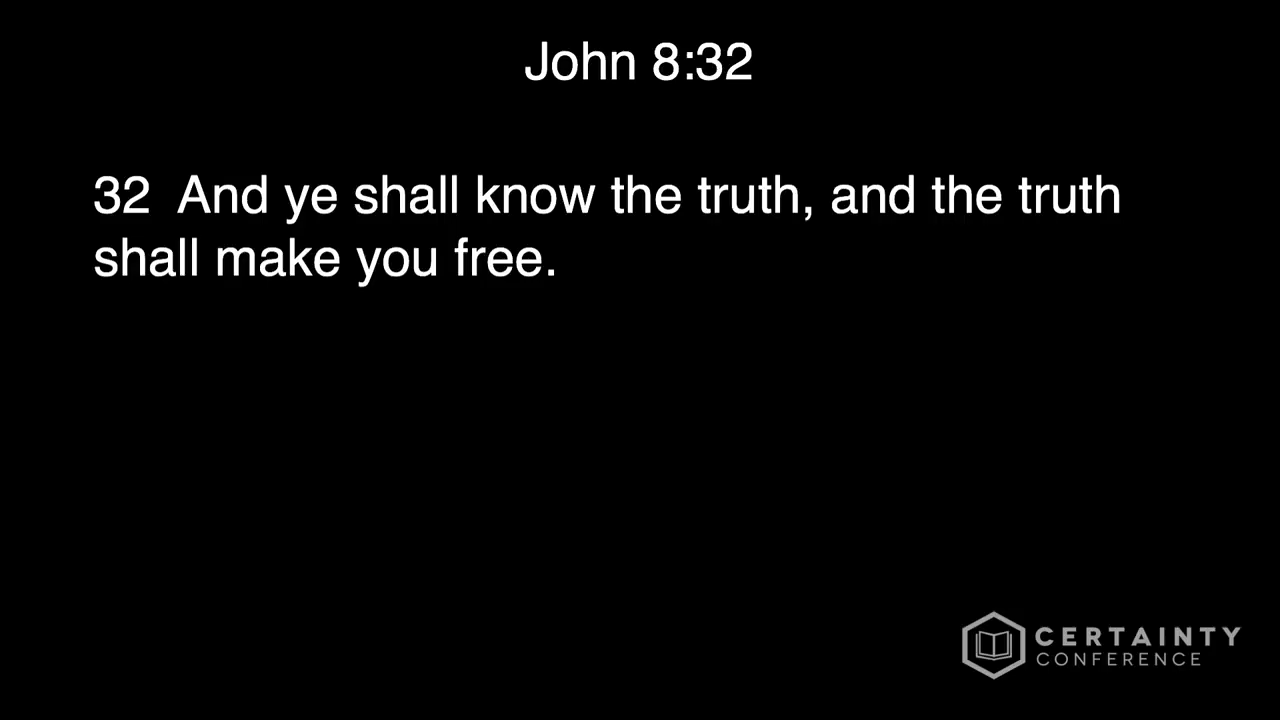 John 8:32
32 And ye shall know the truth, and the truth
shall make you free.
CERTAINTY
CONFERENCE